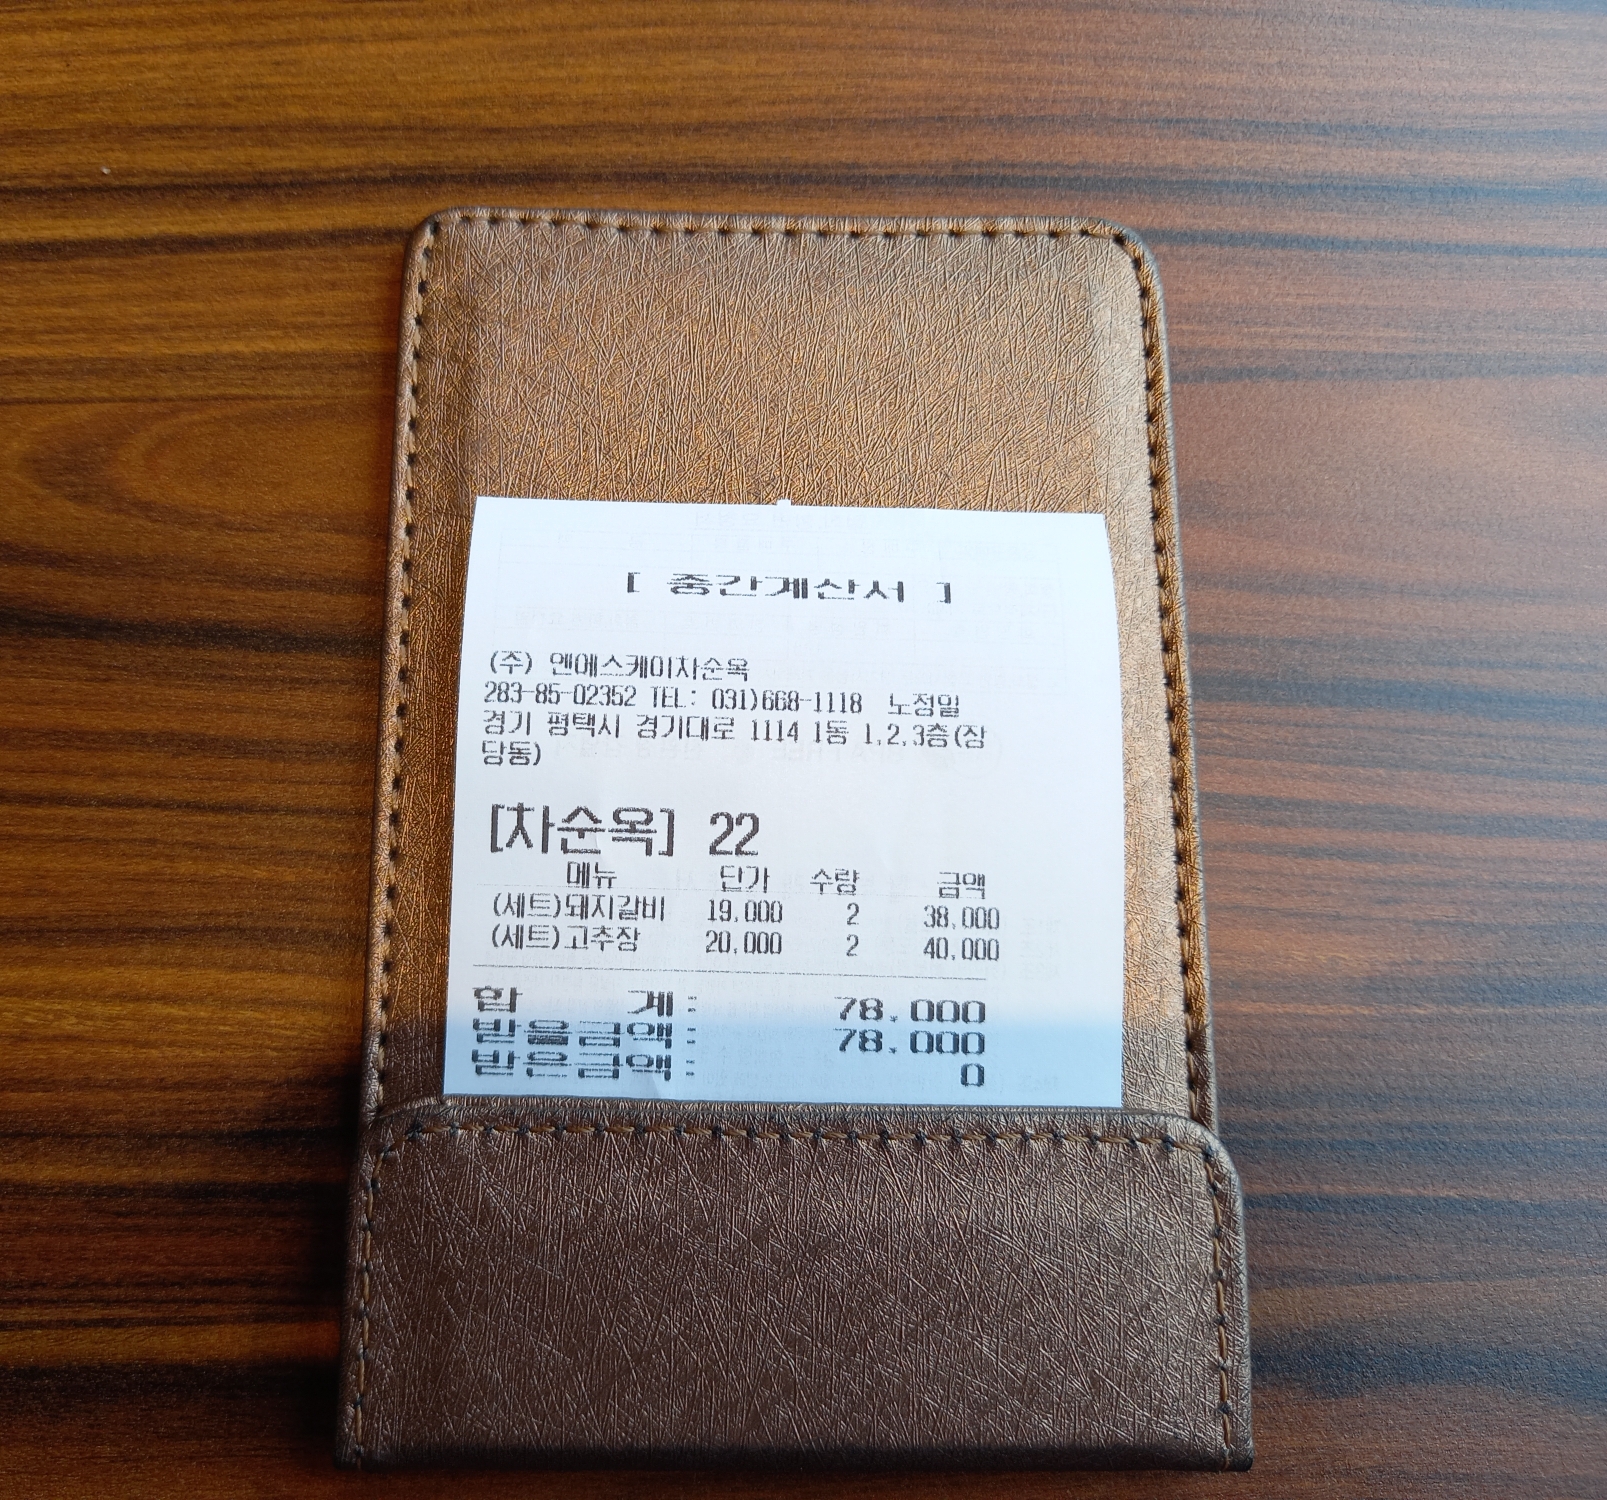 [ 중간계산서 ]
(주) 엔에스케이차순옥
283-85-02352 TEL: 031)668-1118 노정일
경기 평택시 경기대로 1114 1동 1,2,3층(장
당동)
[차순옥] 22
메뉴 단가 수량 금액
(세트)돼지갈비 19,000 2 38,000
(세트)고추장 20,000 2 40,000
합 계: 78,000
받을금액: 78,000
받은금액: 0